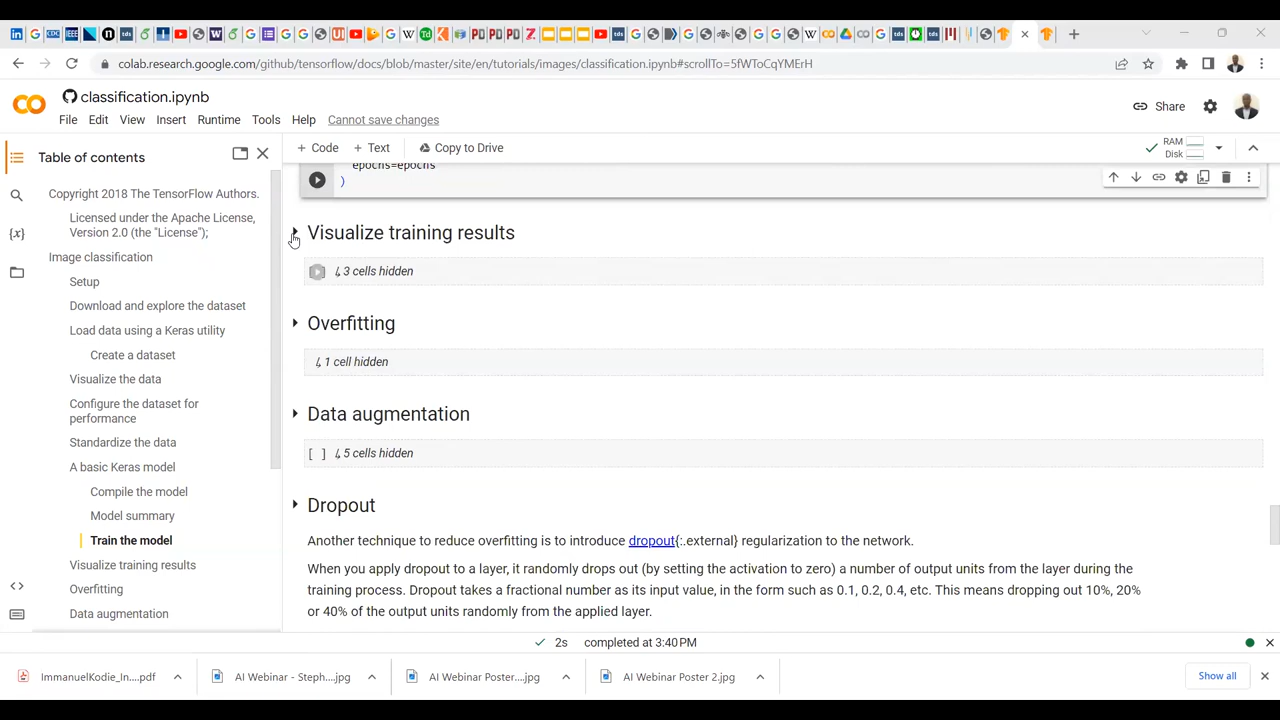 colab.research.google.com/github/tensorflow/docs/blob/master/site/en/tutorials/images/classification.ipynb#scrollTo=5fWToCqYMErH
classification.ipynb
File Edit View Insert Runtime Tools Help Cannot save changes
Share
Table of contents
+ Code + Text Copy to Drive
RAM
Disk
Copyright 2018 The TensorFlow Authors.
Licensed under the Apache License,
Version 2.0 (the "License");
Image classification
Setup
Download and explore the dataset
Load data using a Keras utility
Create a dataset
Visualize the data
Configure the dataset for
performance
Standardize the data
A basic Keras model
Compile the model
Model summary
Train the model
Visualize training results
Overfitting
Data augmentation
epochs=epochs
)
Visualize training results
3 cells hidden
Overfitting
1 cell hidden
Data augmentation
[ ] 5 cells hidden
Dropout
Another technique to reduce overfitting is to introduce dropout{:.external} regularization to the network.
When you apply dropout to a layer, it randomly drops out (by setting the activation to zero) a number of output units from the layer during the
training process. Dropout takes a fractional number as its input value, in the form such as 0.1, 0.2, 0.4, etc. This means dropping out 10%, 20%
or 40% of the output units randomly from the applied layer.
2s completed at 3:40 PM
ImmanuelKodie_In....pdf
AI Webinar - Steph....jpg
AI Webinar Poster....jpg
AI Webinar Poster 2.jpg
Show all